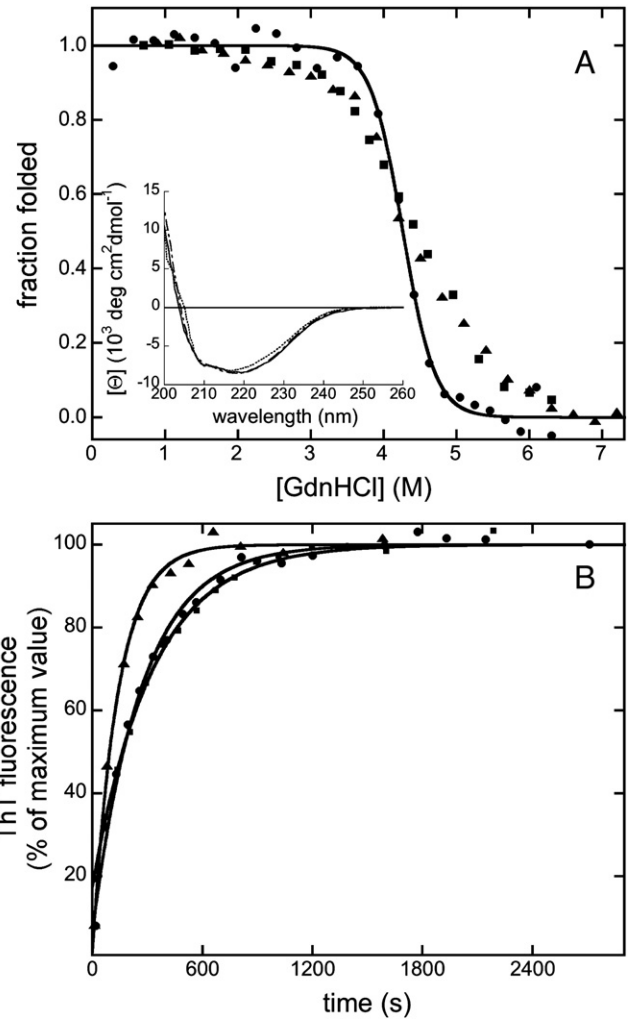 A
fraction folded
1.0
0.8
0.6
0.4
0.2
0.0
[Θ] (10³ deg cm²dmol⁻¹)
15
10
5
0
-5
-10
200 210 220 230 240 250 260
wavelength (nm)
0 1 2 3 4 5 6 7
[GdnHCl] (M)
B
ThT fluorescence
(% of maximum value)
100
80
60
40
20
0 600 1200 1800 2400
time (s)